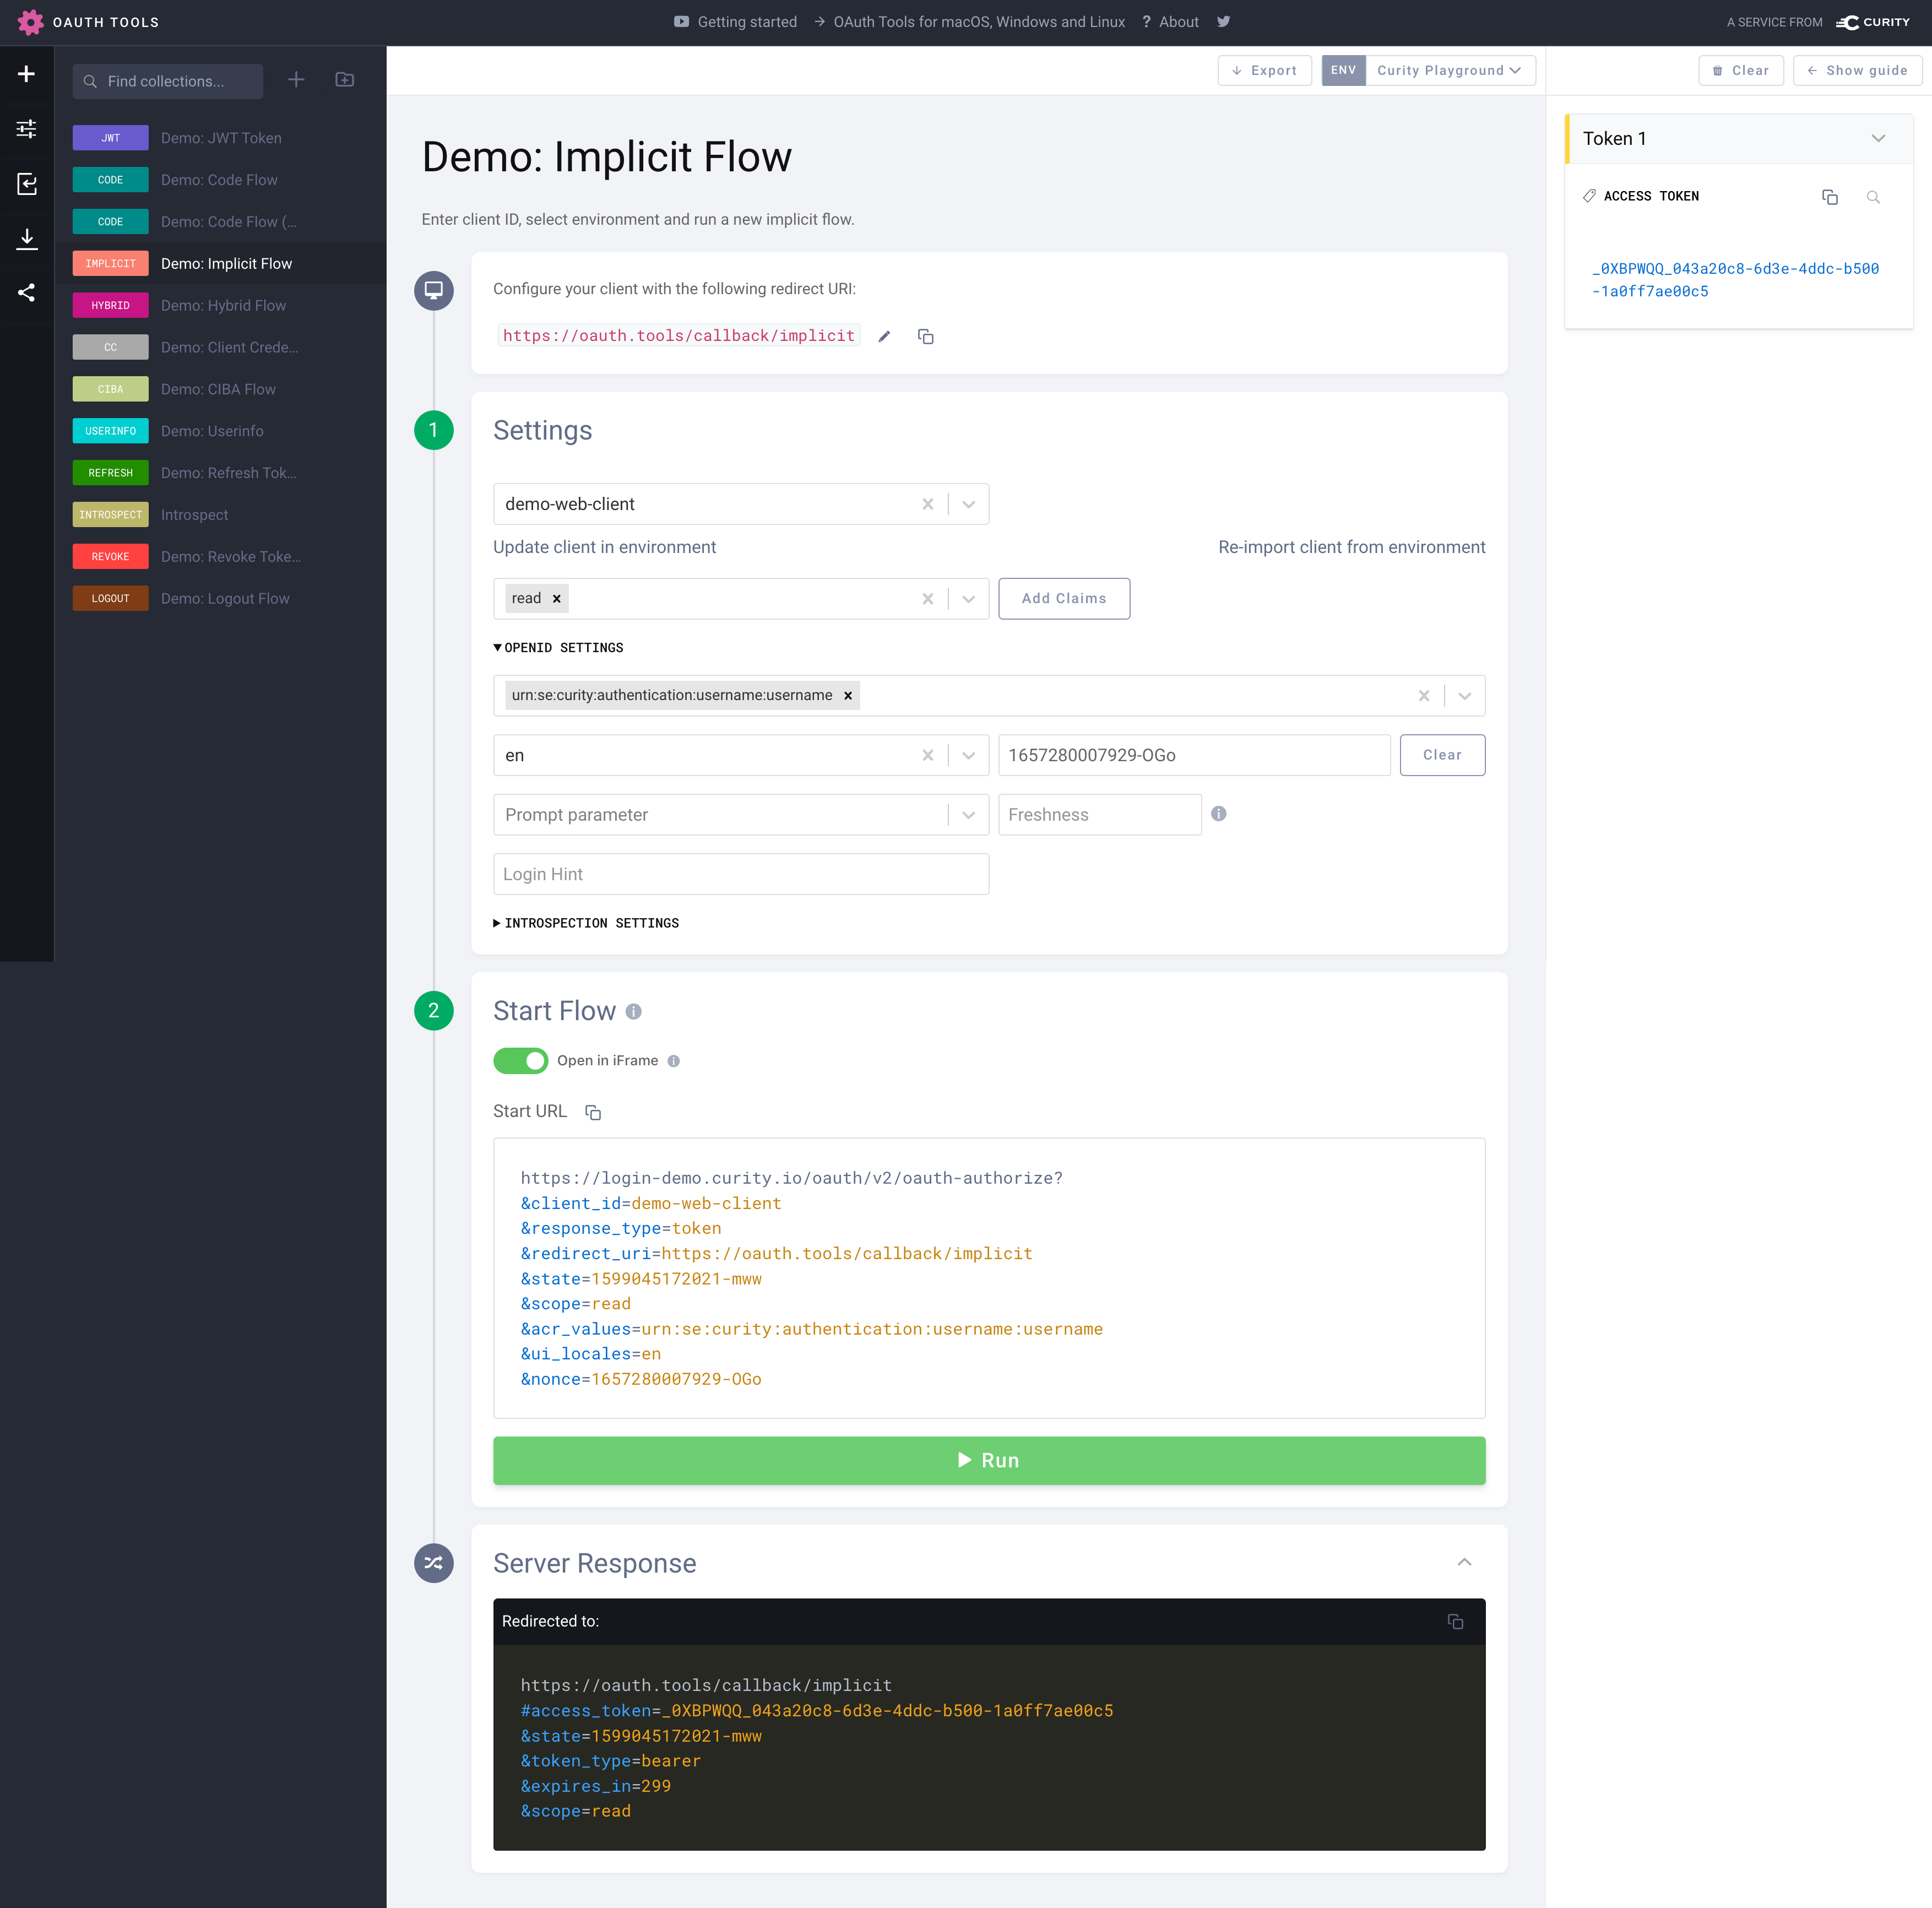 OAUTH TOOLS
Getting started
OAuth Tools for macOS, Windows and Linux
? About
A SERVICE FROM CURITY
Find collections...
JWT Demo: JWT Token
CODE Demo: Code Flow
CODE Demo: Code Flow (...
IMPLICIT Demo: Implicit Flow
HYBRID Demo: Hybrid Flow
CC Demo: Client Crede...
CIBA Demo: CIBA Flow
USERINFO Demo: Userinfo
REFRESH Demo: Refresh Tok...
INTROSPECT Introspect
REVOKE Demo: Revoke Toke...
LOGOUT Demo: Logout Flow
Export
ENV Curity Playground
Demo: Implicit Flow
Enter client ID, select environment and run a new implicit flow.
Configure your client with the following redirect URI:
https://oauth.tools/callback/implicit
1 Settings
demo-web-client
Update client in environment
Re-import client from environment
read
Add Claims
OPENID SETTINGS
urn:se:curity:authentication:username:username
en
1657280007929-OGo
Clear
Prompt parameter
Freshness
Login Hint
INTROSPECTION SETTINGS
2 Start Flow
Open in iFrame
Start URL
https://login-demo.curity.io/oauth/v2/oauth-authorize?
&client_id=demo-web-client
&response_type=token
&redirect_uri=https://oauth.tools/callback/implicit
&state=1599045172021-mww
&scope=read
&acr_values=urn:se:curity:authentication:username:username
&ui_locales=en
&nonce=1657280007929-OGo
Run
Server Response
Redirected to:
https://oauth.tools/callback/implicit
#access_token=_0XBPWQQ_043a20c8-6d3e-4ddc-b500-1a0ff7ae00c5
&state=1599045172021-mww
&token_type=bearer
&expires_in=299
&scope=read
Clear
Show guide
Token 1
ACCESS TOKEN
_0XBPWQQ_043a20c8-6d3e-4ddc-b500
-1a0ff7ae00c5